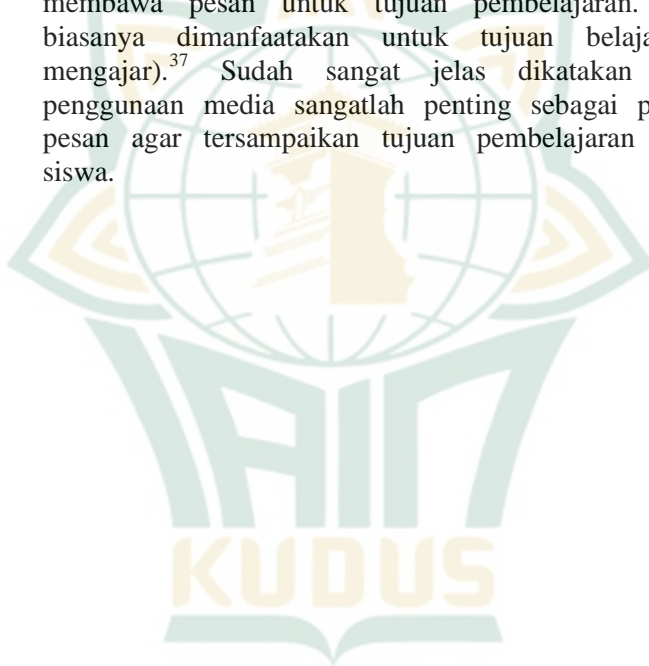 membawa pesan untuk tujuan pembelajaran.
biasanya dimanfaatakan untuk tujuan
mengajar).37 Sudah sangat jelas dikatakan
penggunaan media sangatlah penting sebagai
pesan agar tersampaikan tujuan pembelajaran
siswa.
IAIN
KUDUS